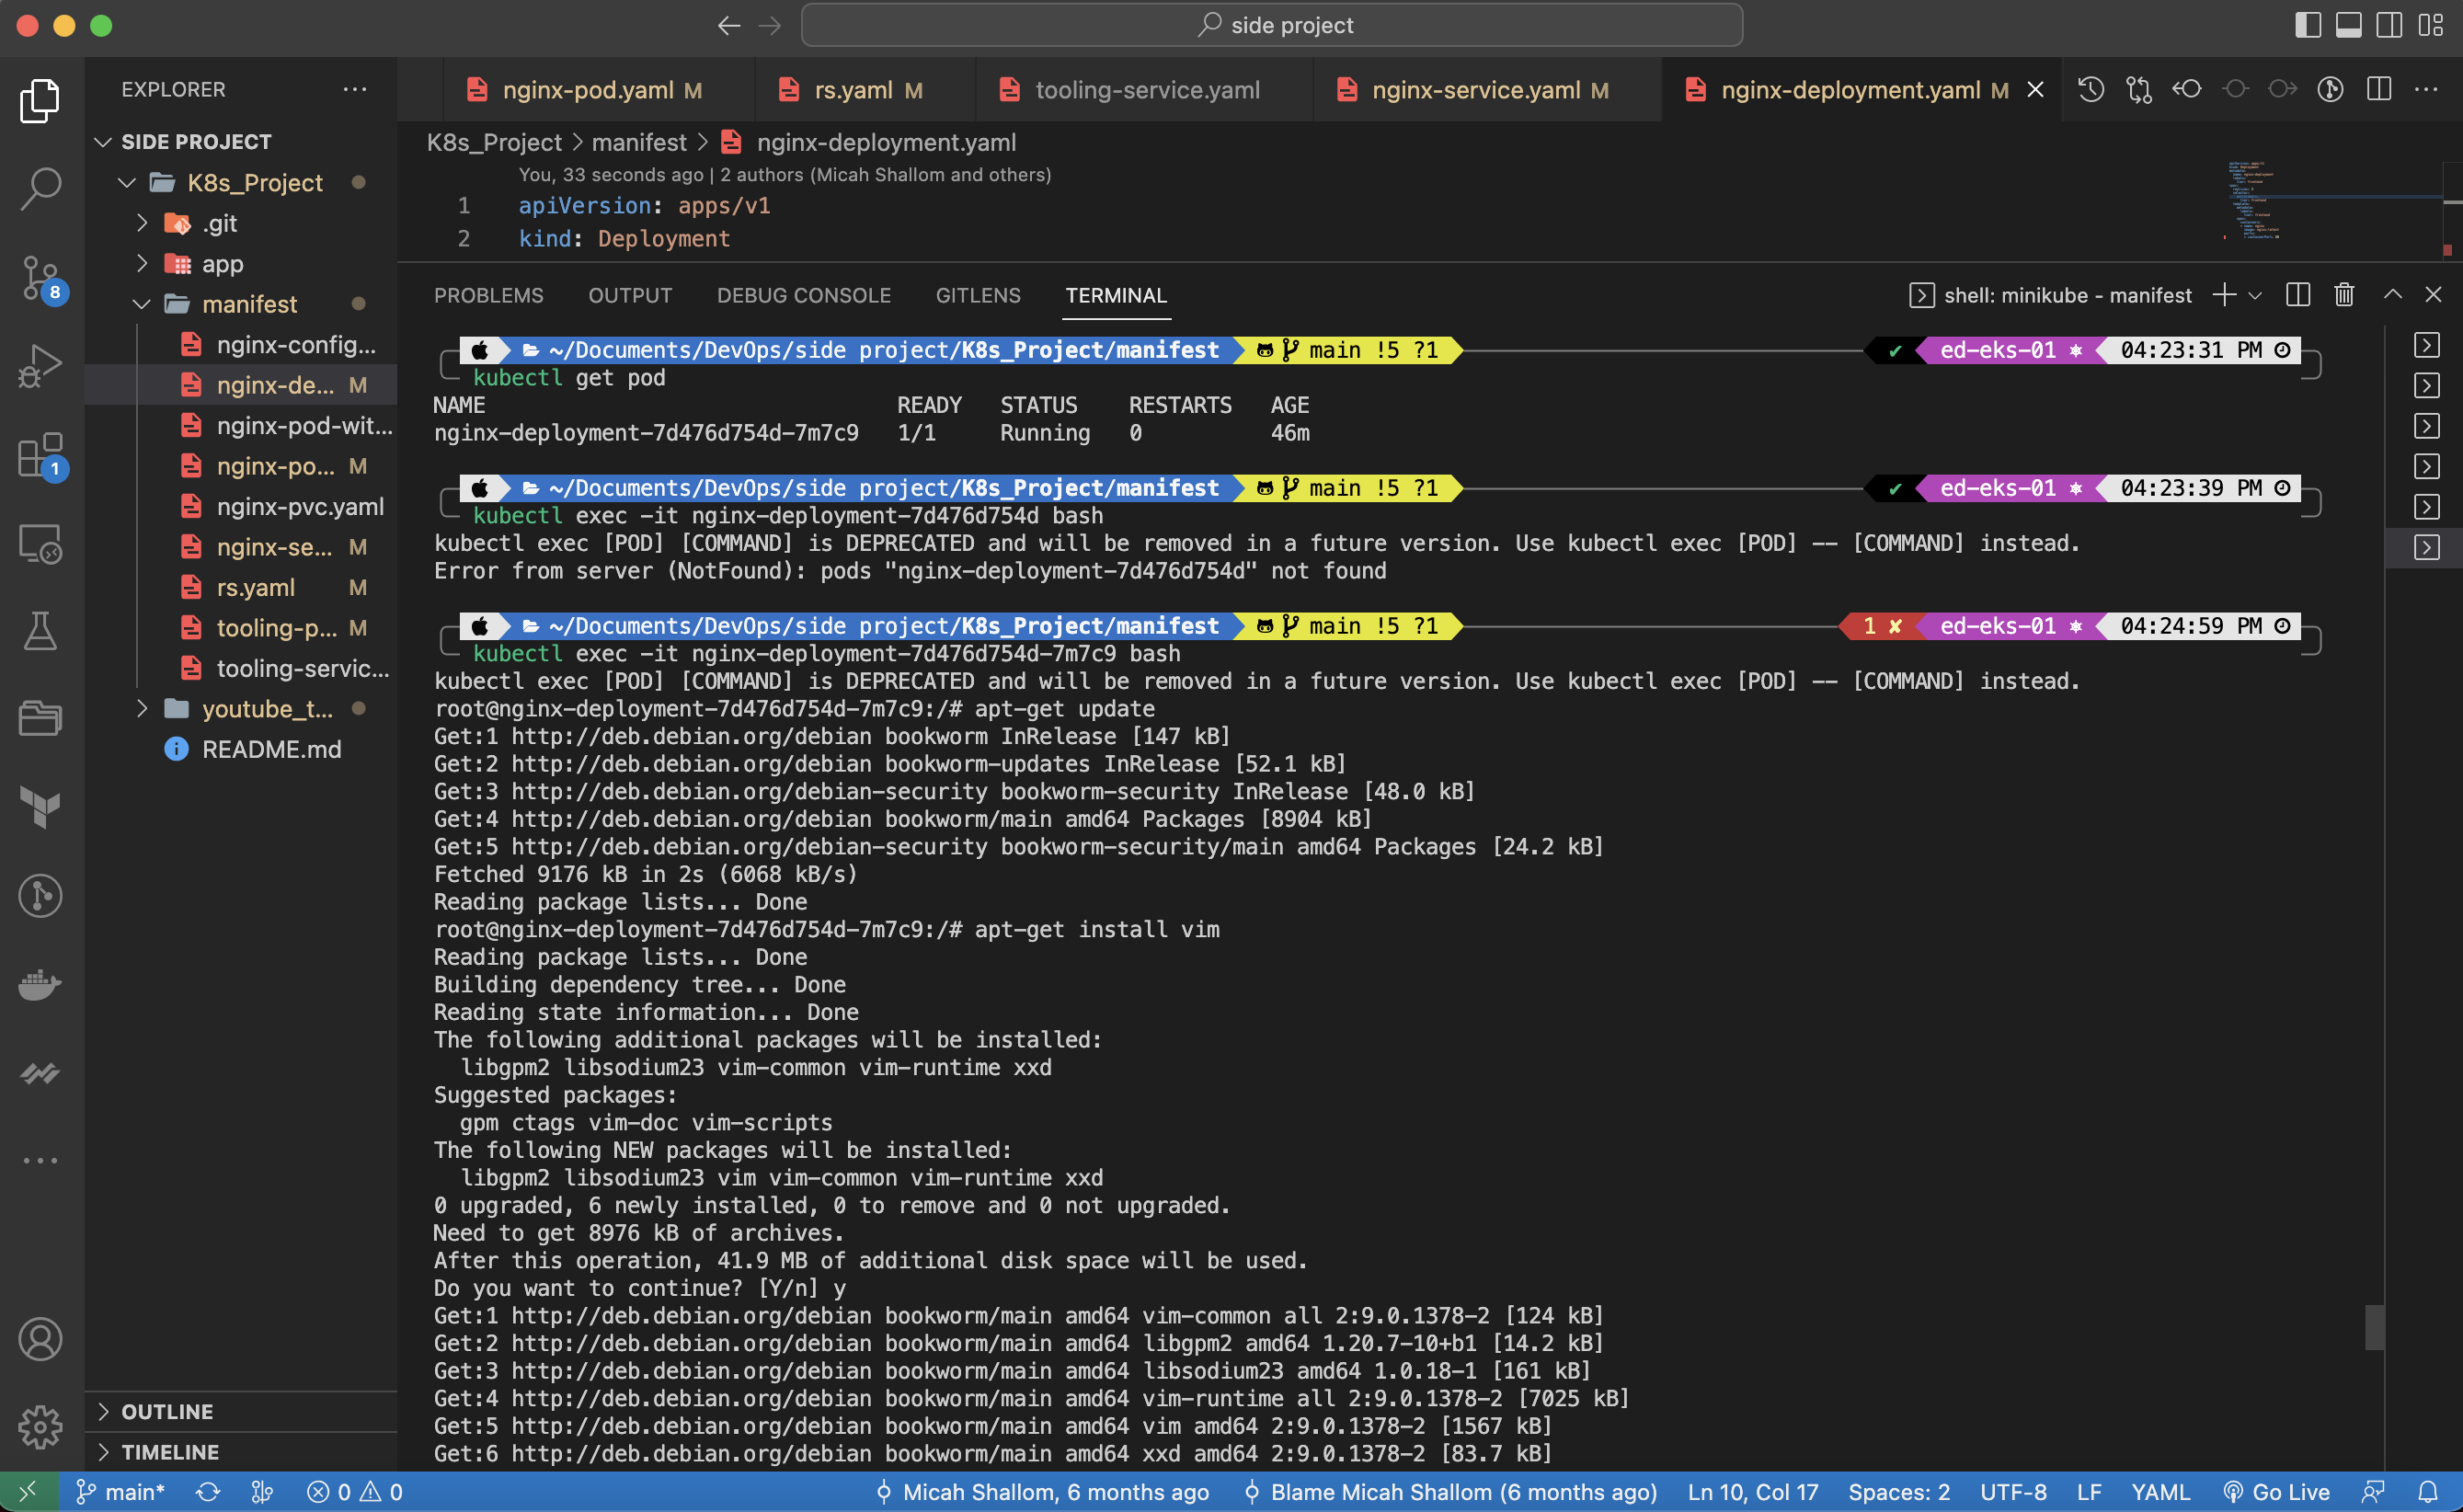 side project
EXPLORER
nginx-pod.yaml M
rs.yaml M
tooling-service.yaml
nginx-service.yaml M
nginx-deployment.yaml M
SIDE PROJECT
K8s_Project
.git
app
manifest
nginx-config...
nginx-de... M
nginx-pod-wit...
nginx-po... M
nginx-pvc.yaml
nginx-se... M
rs.yaml M
tooling-p... M
tooling-servic...
youtube_t...
README.md
OUTLINE
TIMELINE
8
1
K8s_Project > manifest > nginx-deployment.yaml
You, 33 seconds ago | 2 authors (Micah Shallom and others)
1 apiVersion: apps/v1
2 kind: Deployment
PROBLEMS OUTPUT DEBUG CONSOLE GITLENS TERMINAL
shell: minikube - manifest
~/Documents/DevOps/side project/K8s_Project/manifest main !5 ?1 ✔ ed-eks-01 04:23:31 PM
kubectl get pod
NAME READY STATUS RESTARTS AGE
nginx-deployment-7d476d754d-7m7c9 1/1 Running 0 46m
~/Documents/DevOps/side project/K8s_Project/manifest main !5 ?1 ✔ ed-eks-01 04:23:39 PM
kubectl exec -it nginx-deployment-7d476d754d bash
kubectl exec [POD] [COMMAND] is DEPRECATED and will be removed in a future version. Use kubectl exec [POD] -- [COMMAND] instead.
Error from server (NotFound): pods "nginx-deployment-7d476d754d" not found
~/Documents/DevOps/side project/K8s_Project/manifest main !5 ?1 1 ✘ ed-eks-01 04:24:59 PM
kubectl exec -it nginx-deployment-7d476d754d-7m7c9 bash
kubectl exec [POD] [COMMAND] is DEPRECATED and will be removed in a future version. Use kubectl exec [POD] -- [COMMAND] instead.
root@nginx-deployment-7d476d754d-7m7c9:/# apt-get update
Get:1 http://deb.debian.org/debian bookworm InRelease [147 kB]
Get:2 http://deb.debian.org/debian bookworm-updates InRelease [52.1 kB]
Get:3 http://deb.debian.org/debian-security bookworm-security InRelease [48.0 kB]
Get:4 http://deb.debian.org/debian bookworm/main amd64 Packages [8904 kB]
Get:5 http://deb.debian.org/debian-security bookworm-security/main amd64 Packages [24.2 kB]
Fetched 9176 kB in 2s (6068 kB/s)
Reading package lists... Done
root@nginx-deployment-7d476d754d-7m7c9:/# apt-get install vim
Reading package lists... Done
Building dependency tree... Done
Reading state information... Done
The following additional packages will be installed:
libgpm2 libsodium23 vim-common vim-runtime xxd
Suggested packages:
gpm ctags vim-doc vim-scripts
The following NEW packages will be installed:
libgpm2 libsodium23 vim vim-common vim-runtime xxd
0 upgraded, 6 newly installed, 0 to remove and 0 not upgraded.
Need to get 8976 kB of archives.
After this operation, 41.9 MB of additional disk space will be used.
Do you want to continue? [Y/n] y
Get:1 http://deb.debian.org/debian bookworm/main amd64 vim-common all 2:9.0.1378-2 [124 kB]
Get:2 http://deb.debian.org/debian bookworm/main amd64 libgpm2 amd64 1.20.7-10+b1 [14.2 kB]
Get:3 http://deb.debian.org/debian bookworm/main amd64 libsodium23 amd64 1.0.18-1 [161 kB]
Get:4 http://deb.debian.org/debian bookworm/main amd64 vim-runtime all 2:9.0.1378-2 [7025 kB]
Get:5 http://deb.debian.org/debian bookworm/main amd64 vim amd64 2:9.0.1378-2 [1567 kB]
Get:6 http://deb.debian.org/debian bookworm/main amd64 xxd amd64 2:9.0.1378-2 [83.7 kB]
main* 0 0 Micah Shallom, 6 months ago Blame Micah Shallom (6 months ago) Ln 10, Col 17 Spaces: 2 UTF-8 LF YAML Go Live